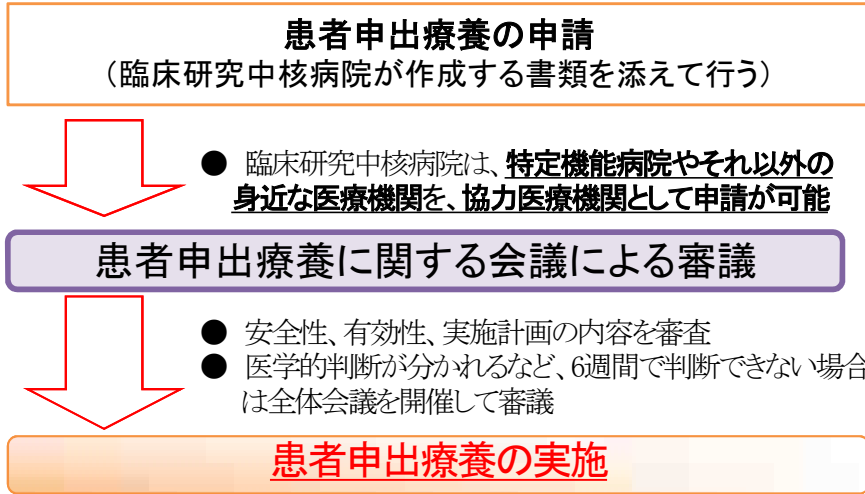 患者申出療養の申請
（臨床研究中核病院が作成する書類を添えて行う）
● 臨床研究中核病院は、特定機能病院やそれ以外の
身近な医療機関を、協力医療機関として申請が可能
患者申出療養に関する会議による審議
● 安全性、有効性、実施計画の内容を審査
● 医学的判断が分かれるなど、6週間で判断できない場合
は全体会議を開催して審議
患者申出療養の実施